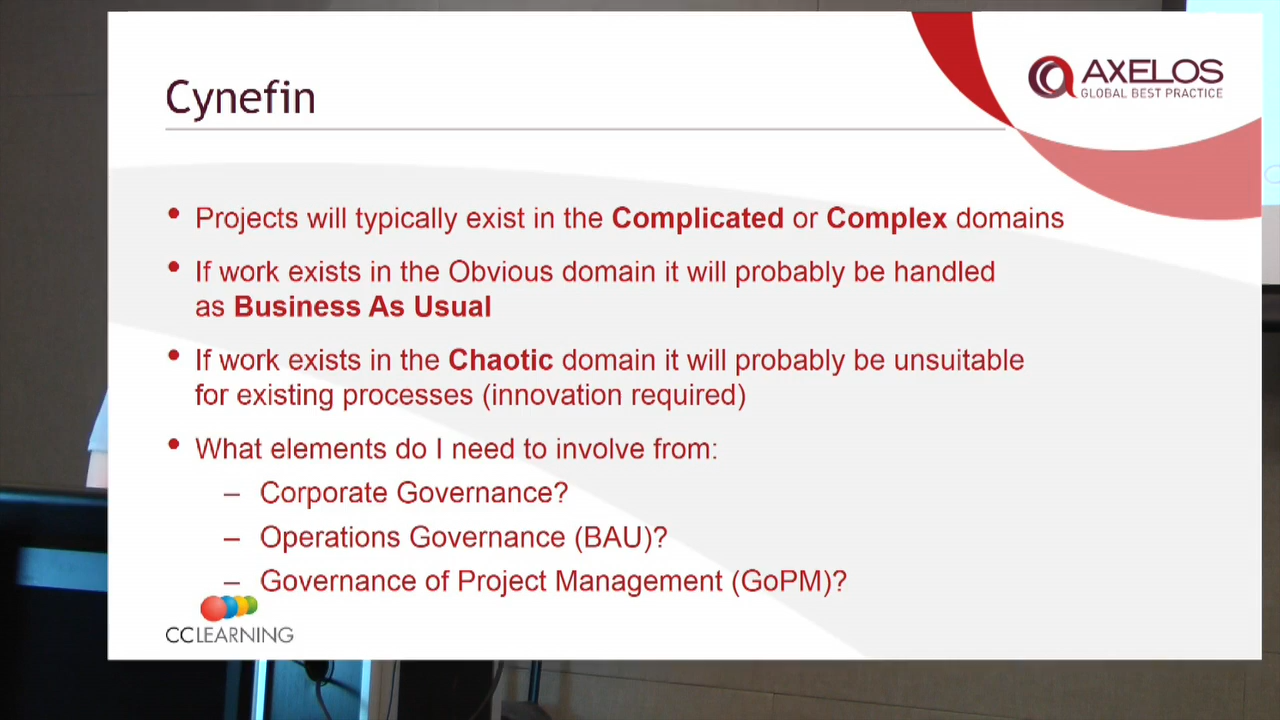 AXELOS
GLOBAL BEST PRACTICE
Cynefin
• Projects will typically exist in the Complicated or Complex domains
• If work exists in the Obvious domain it will probably be handled
as Business As Usual
• If work exists in the Chaotic domain it will probably be unsuitable
for existing processes (innovation required)
• What elements do I need to involve from:
– Corporate Governance?
– Operations Governance (BAU)?
– Governance of Project Management (GoPM)?
CCLEARNING